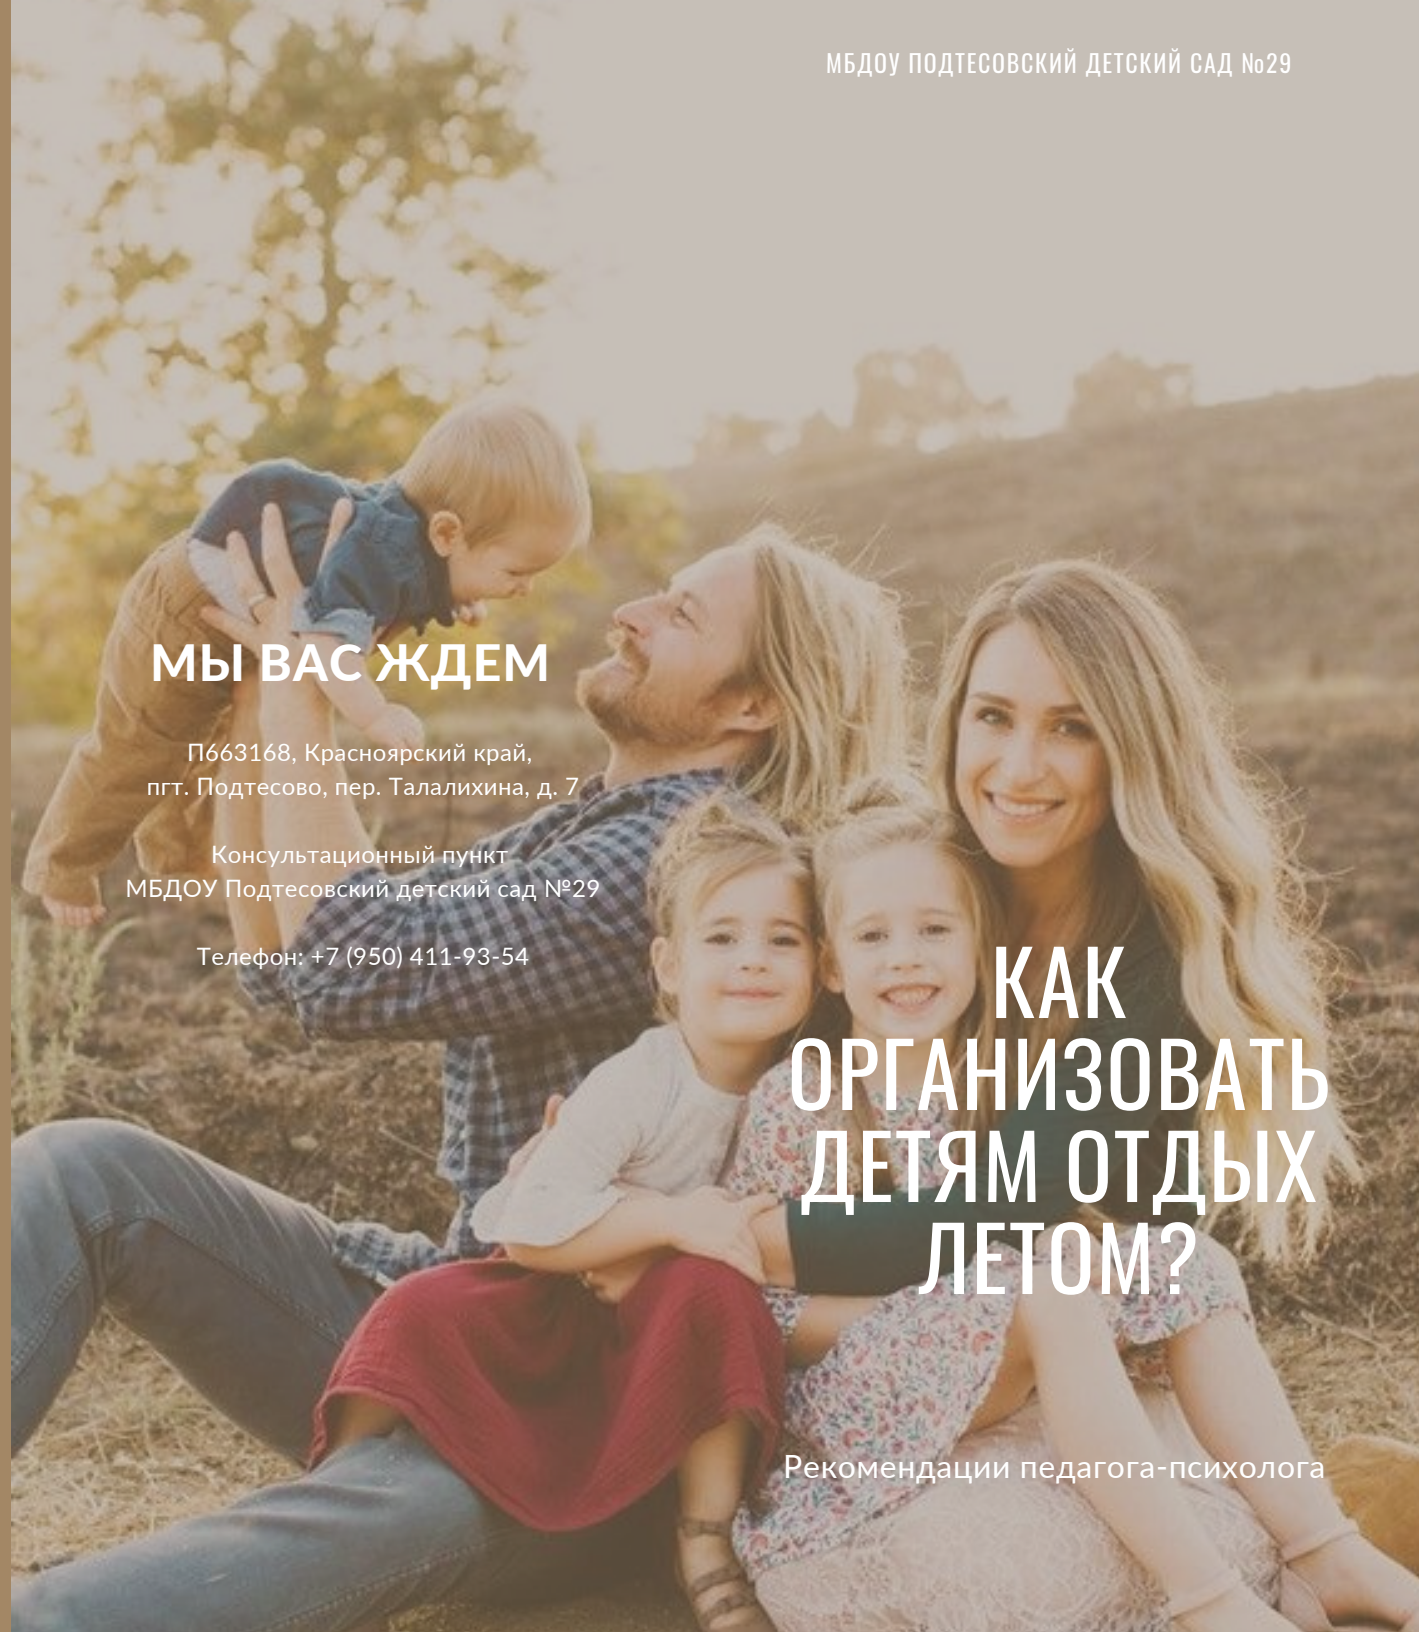 МБДОУ ПОДТЕСОВСКИЙ ДЕТСКИЙ САД №29
МЫ ВАС ЖДЕМ
П663168, Красноярский край,
пгт. Подтесово, пер. Талалихина, д. 7
Консультационный пункт
МБДОУ Подтесовский детский сад №29
Телефон: +7 (950) 411-93-54
КАК
ОРГАНИЗОВАТЬ
ДЕТЯМ ОТДЫХ
ЛЕТОМ?
Рекомендации педагога-психолога